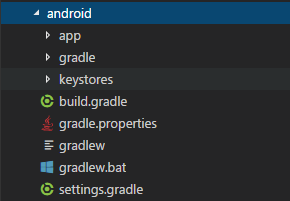 android
app
gradle
keystores
build.gradle
gradle.properties
gradlew
gradlew.bat
settings.gradle